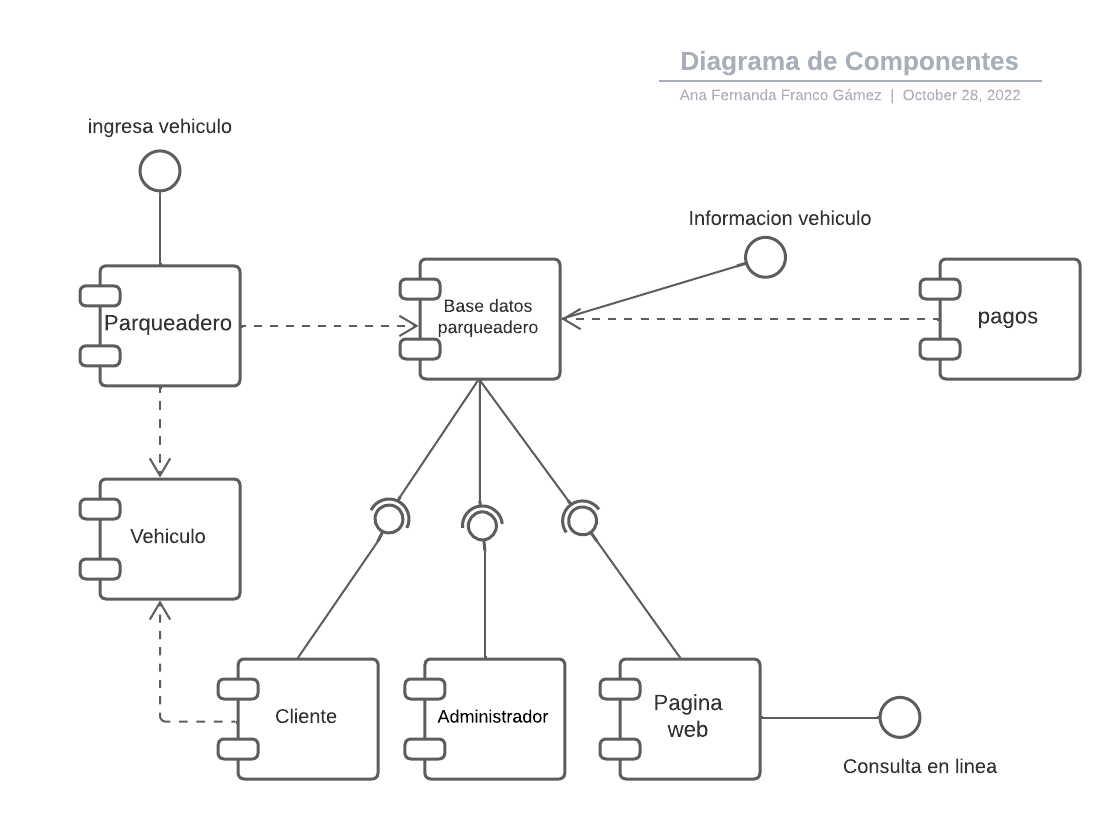 Diagrama de Componentes
Ana Fernanda Franco Gámez | October 28, 2022
ingresa vehiculo
Informacion vehiculo
Parqueadero
Base datos
parqueadero
pagos
Vehiculo
Cliente
Administrador
Pagina
web
Consulta en linea